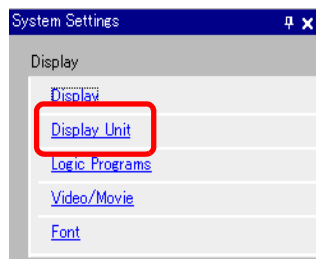 System Settings
Display
Display
Display Unit
Logic Programs
Video/Movie
Font